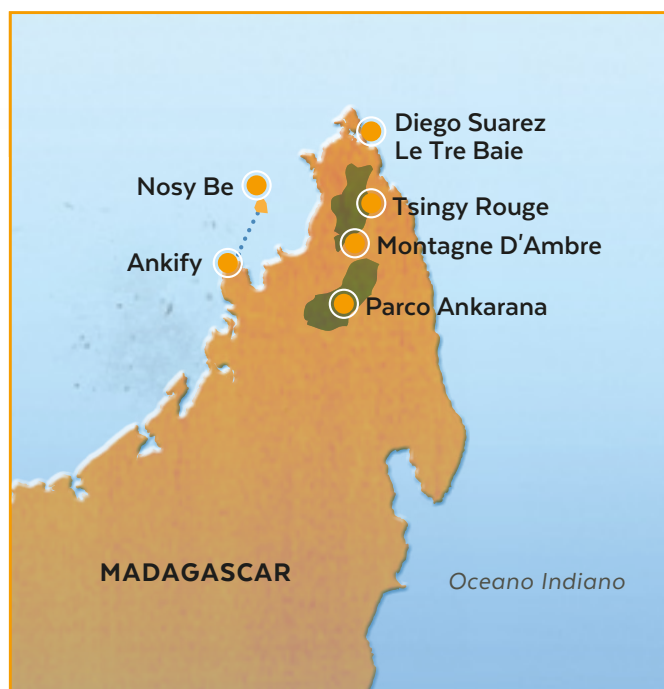 Diego Suarez
Le Tre Baie
Nosy Be
Tsingy Rouge
Montagne D'Ambre
Ankify
Parco Ankarana
MADAGASCAR
Oceano Indiano